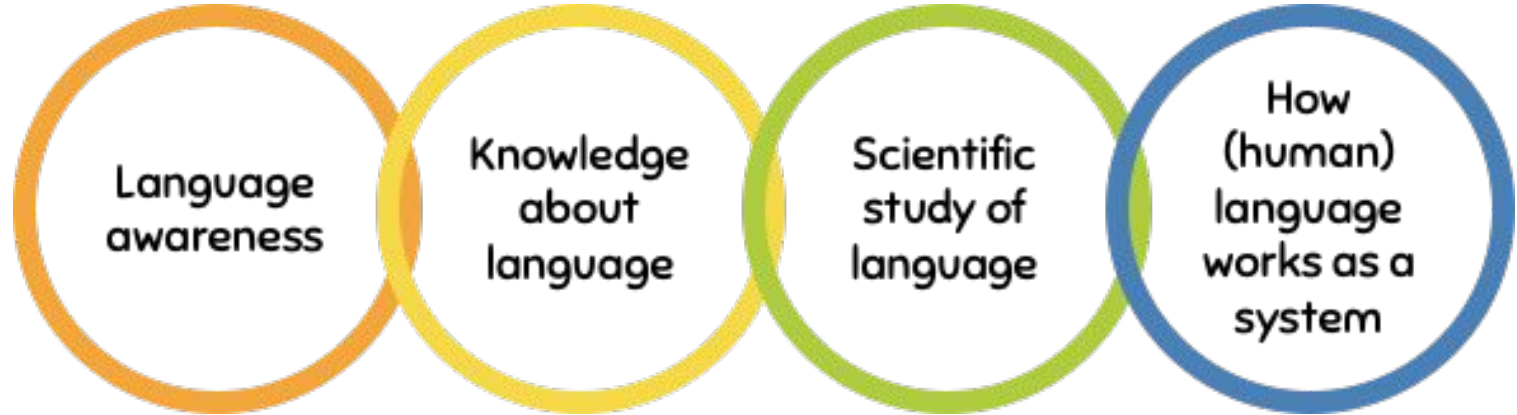 Language
awareness
Knowledge
about
language
Scientific
study of
language
How
(human)
language
works as a
system